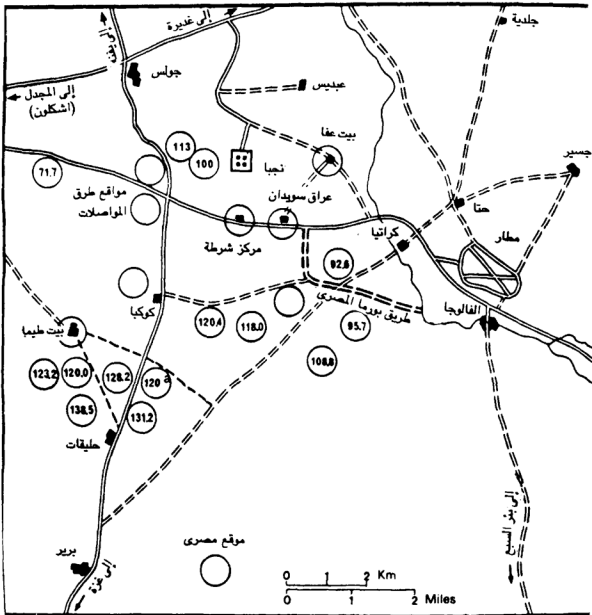 إلى غديرة
إلى يفنه
جلدية
جولس
عبديس
إلى المجدل
(اشكلون)
بيت عفا
113
100
نجبا
جسير
71.7
عراق سويدان
حتا
مواقع طرق
المواصلات
مركز شرطة
كراتيا
مطار
92,6
كوكبا
طريق بورما المصرى
الفالوجا
120,4
118.0
95.7
بيت طيما
108,8
123,2
120.0
128.2
120
138,5
131.2
حليقات
إلى بئر السبع
موقع مصرى
برير
إلى غزة
0 1 2 Km
0 1 2 Miles